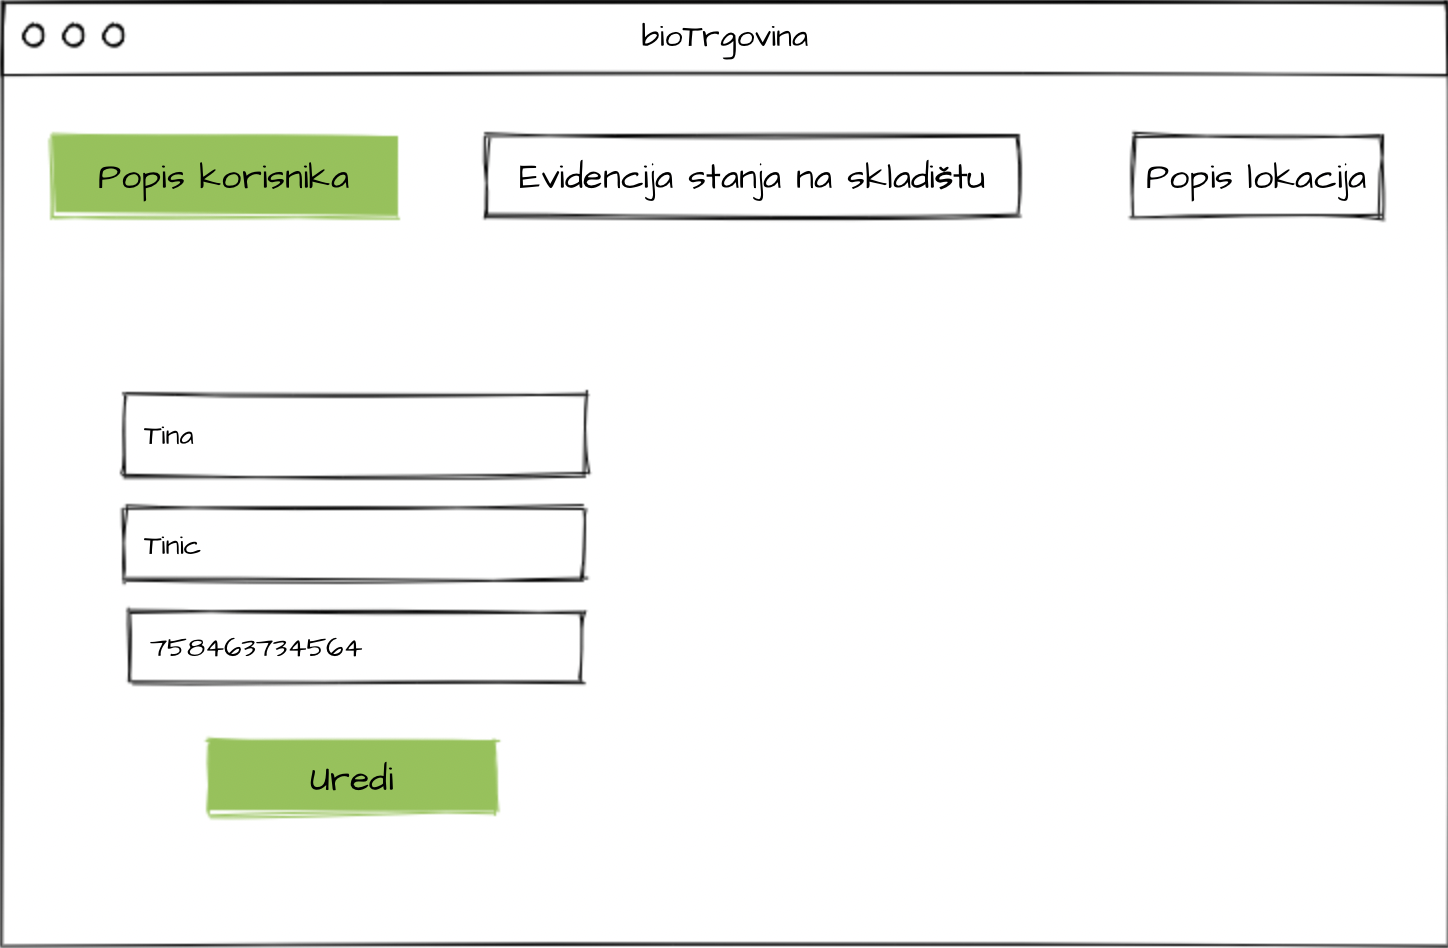 bioTrgovina
Popis korisnika
Evidencija stanja na skladištu
Popis lokacija
Tina
Tinic
758463734564
Uredi